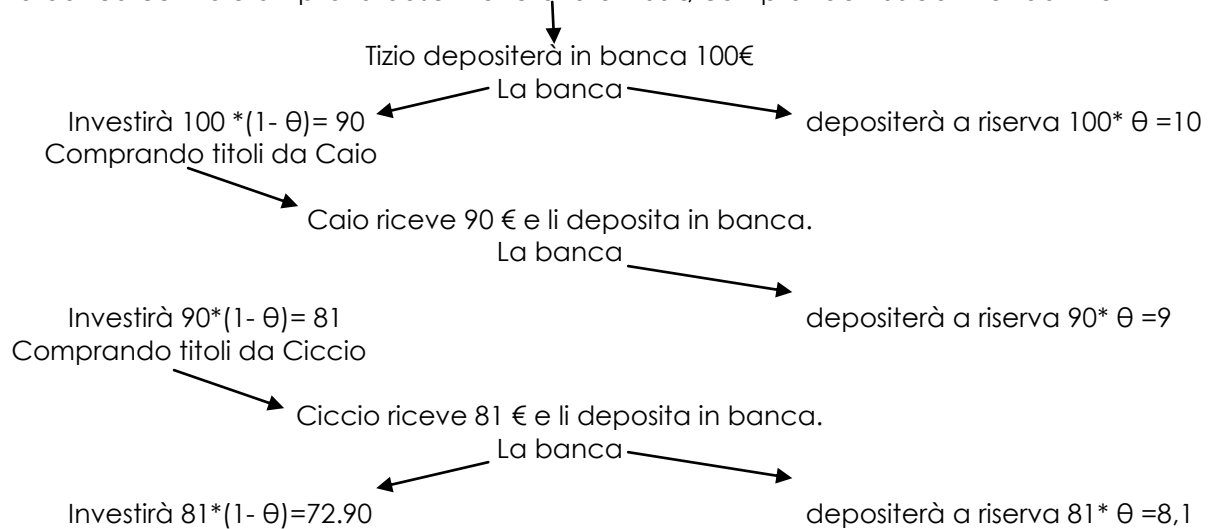 Tizio depositerà in banca 100€
La banca
Investirà 100 *(1- θ)= 90
depositerà a riserva 100* θ =10
Comprando titoli da Caio
Caio riceve 90 € e li deposita in banca.
La banca
Investirà 90*(1- θ)= 81
depositerà a riserva 90* θ =9
Comprando titoli da Ciccio
Ciccio riceve 81 € e li deposita in banca.
La banca
Investirà 81*(1- θ)=72.90
depositerà a riserva 81* θ =8,1